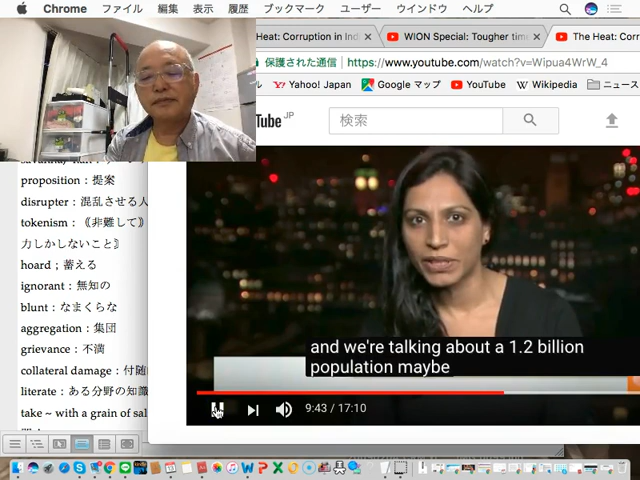 Chrome ファイル 編集 表示 履歴 ブックマーク ユーザー ウインドウ ヘルプ
Heat: Corruption in Indi
WION Special: Tougher time
The Heat: Corr
保護された通信 https://www.youtube.com/watch?v=Wipua4WrW_4
Yahoo! Japan Google マップ YouTube Wikipedia ニュース
Tube JP
検索
proposition：提案
disrupter：混乱させる人
tokenism：《非難して》
力しかしないこと》
hoard；蓄える
ignorant：無知の
blunt：なまくらな
aggregation：集団
grievance：不満
collateral damage：付随
literate：ある分野の知識
take ~ with a grain of sal
and we're talking about a 1.2 billion
population maybe
9:43 / 17:10